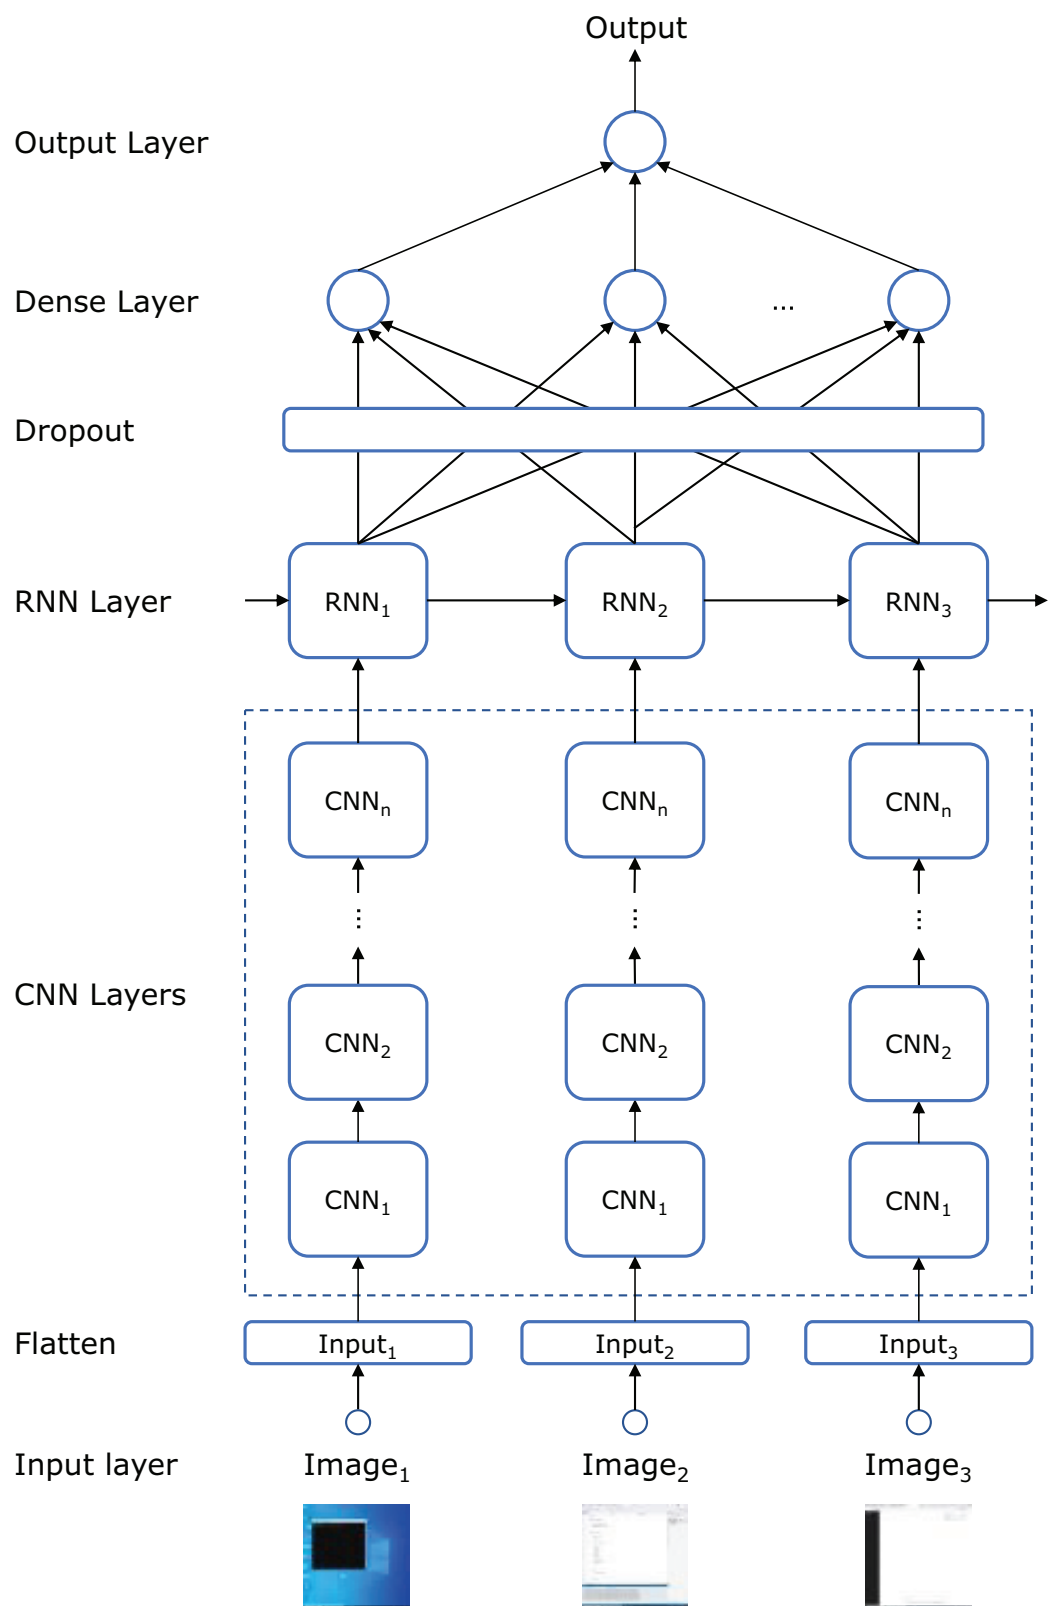 Output
Output Layer
Dense Layer ...
Dropout
RNN Layer RNN₁ RNN₂ RNN₃
CNNₙ CNNₙ CNNₙ
... ... ...
CNN Layers
CNN₂ CNN₂ CNN₂
CNN₁ CNN₁ CNN₁
Flatten Input₁ Input₂ Input₃
Input layer Image₁ Image₂ Image₃